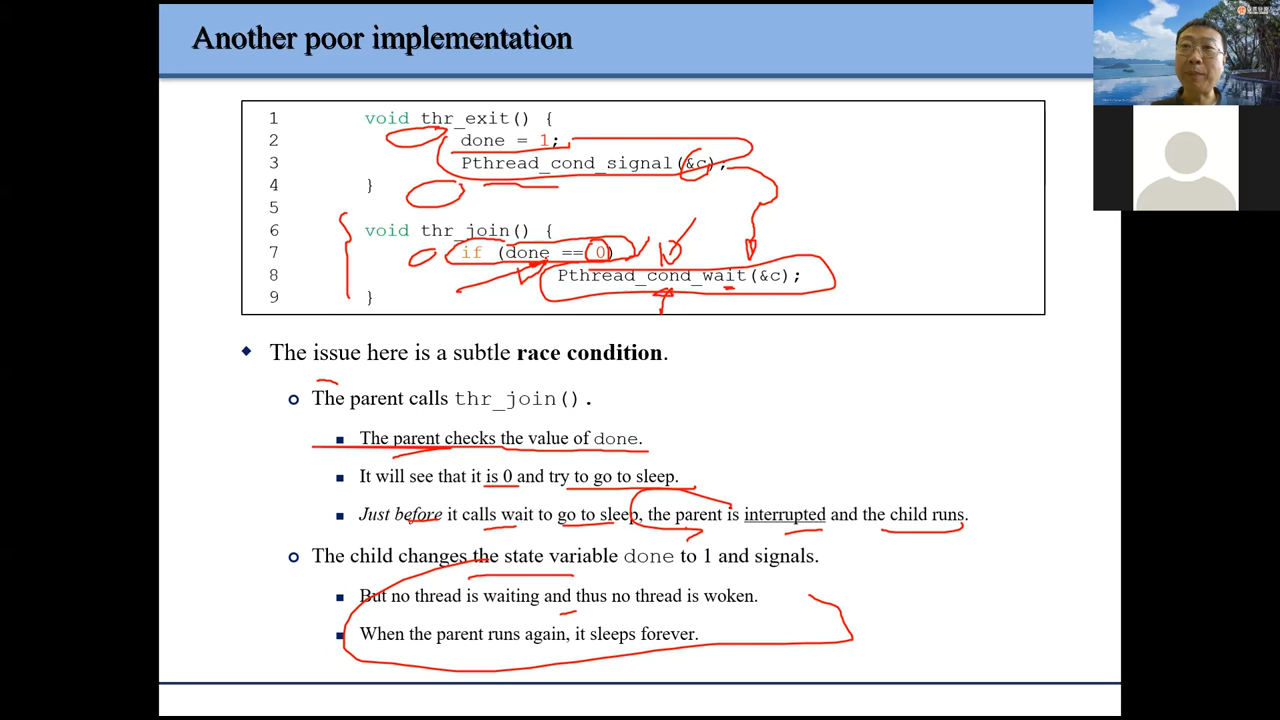 Another poor implementation
1 void thr_exit() {
2 done = 1;
3 Pthread_cond_signal(&c);
4 }
5
6 void thr_join() {
7 if (done == 0)
8 Pthread_cond_wait(&c);
9 }
The issue here is a subtle race condition.
The parent calls thr_join().
The parent checks the value of done.
It will see that it is 0 and try to go to sleep.
Just before it calls wait to go to sleep, the parent is interrupted and the child runs.
The child changes the state variable done to 1 and signals.
But no thread is waiting and thus no thread is woken.
When the parent runs again, it sleeps forever.